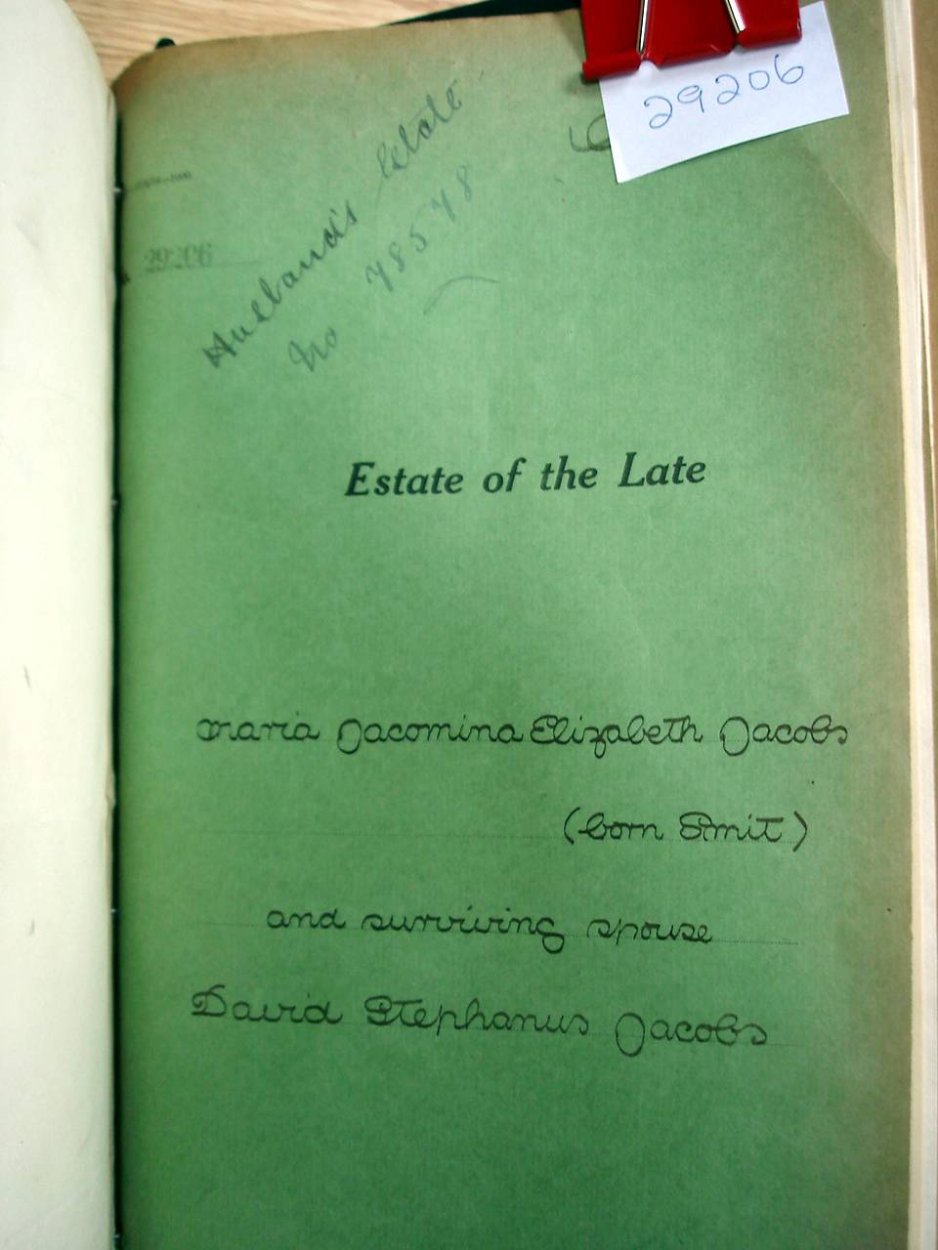 29206
29206
Husband's Estate
No 78548
Estate of the Late
Maria Jacomina Elizabeth Jacobs
(born Smit)
and surviving spouse
David Stephanus Jacobs